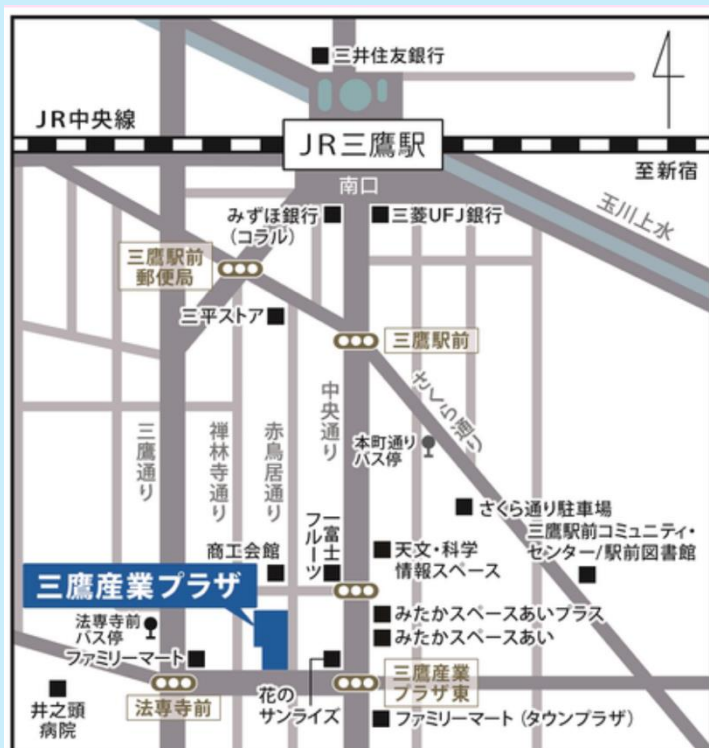 三井住友銀行
JR中央線
JR三鷹駅
至新宿
南口
玉川上水
みずほ銀行
(コラル)
三菱UFJ銀行
三鷹駅前
郵便局
三平ストア
三鷹駅前
さくら通り
中央通り
三鷹通り
禅林寺通り
赤鳥居通り
本町通り
バス停
さくら通り駐車場
三鷹駅前コミュニティ・
センター/駅前図書館
一富士
フルーツ
天文・科学
情報スペース
商工会館
三鷹産業プラザ
みたかスペースあいプラス
みたかスペースあい
法専寺前
バス停
ファミリーマート
三鷹産業
プラザ東
花の
サンライズ
法専寺前
井之頭
病院
ファミリーマート (タウンプラザ)